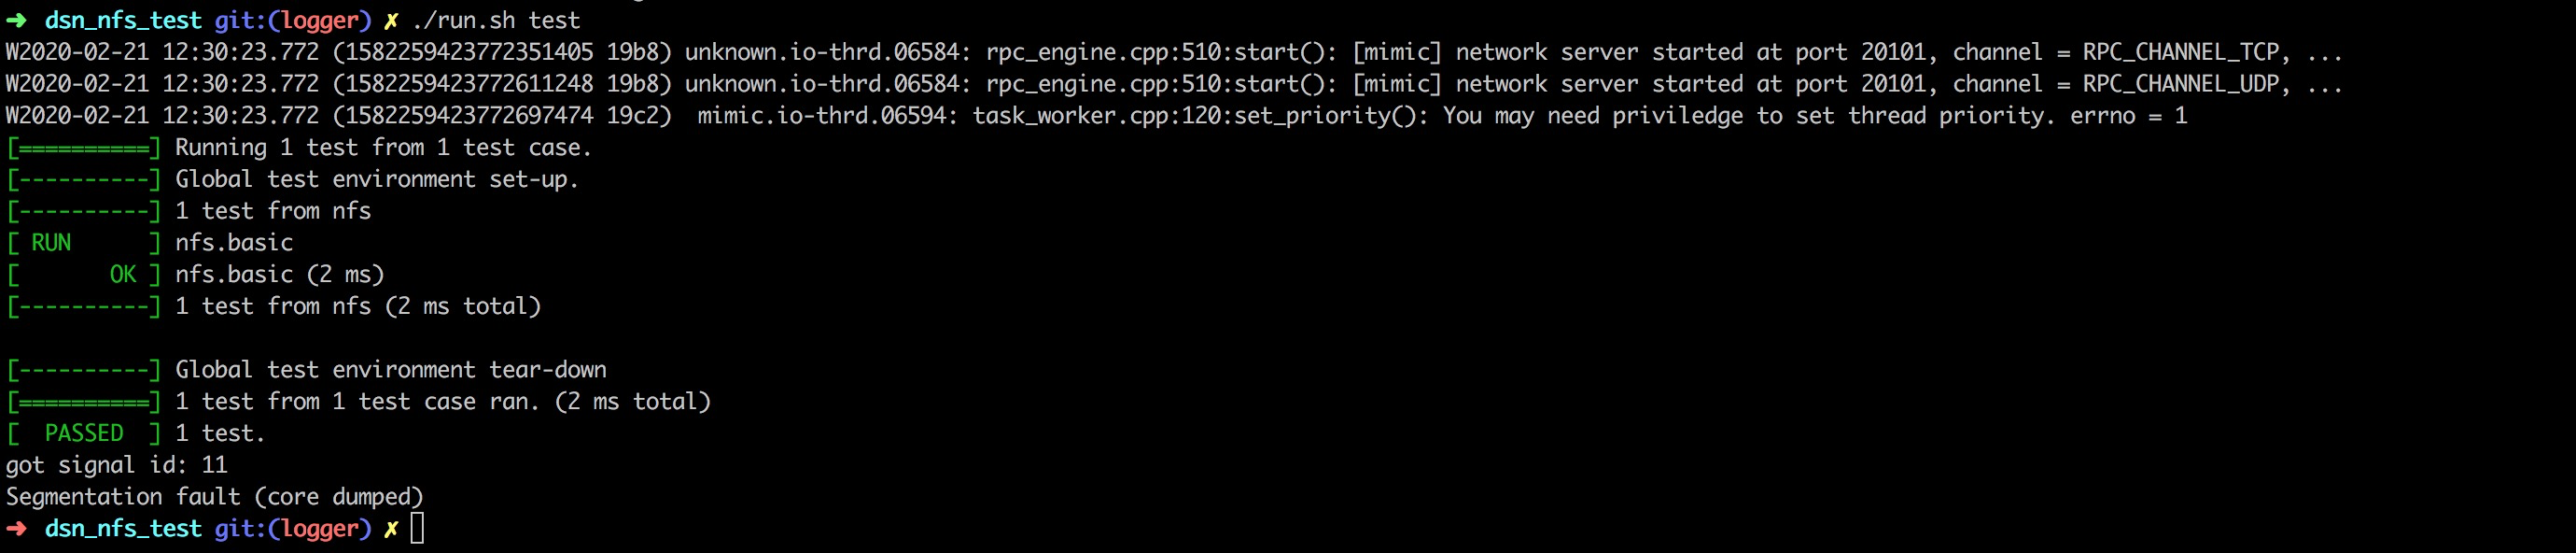 ➜ dsn_nfs_test git:(logger) ✗ ./run.sh test
W2020-02-21 12:30:23.772 (1582259423772351405 19b8) unknown.io-thrd.06584: rpc_engine.cpp:510:start(): [mimic] network server started at port 20101, channel = RPC_CHANNEL_TCP, ...
W2020-02-21 12:30:23.772 (1582259423772611248 19b8) unknown.io-thrd.06584: rpc_engine.cpp:510:start(): [mimic] network server started at port 20101, channel = RPC_CHANNEL_UDP, ...
W2020-02-21 12:30:23.772 (1582259423772697474 19c2)  mimic.io-thrd.06594: task_worker.cpp:120:set_priority(): You may need priviledge to set thread priority. errno = 1
[==========] Running 1 test from 1 test case.
[----------] Global test environment set-up.
[----------] 1 test from nfs
[ RUN      ] nfs.basic
[       OK ] nfs.basic (2 ms)
[----------] 1 test from nfs (2 ms total)
[----------] Global test environment tear-down
[==========] 1 test from 1 test case ran. (2 ms total)
[  PASSED  ] 1 test.
got signal id: 11
Segmentation fault (core dumped)
➜ dsn_nfs_test git:(logger) ✗